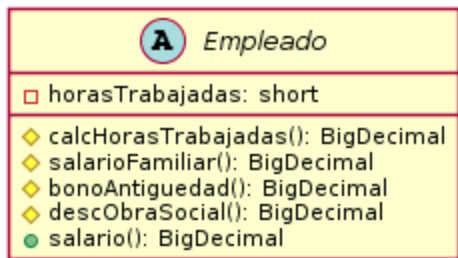 A Empleado
horasTrabajadas: short
calcHorasTrabajadas(): BigDecimal
salarioFamiliar(): BigDecimal
bonoAntiguedad(): BigDecimal
descObraSocial(): BigDecimal
salario(): BigDecimal